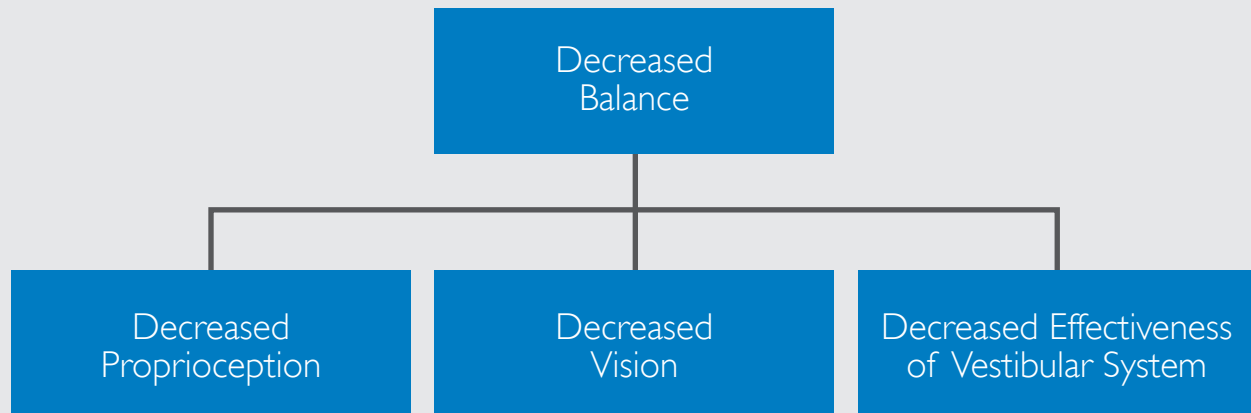 Decreased
Balance
Decreased
Proprioception
Decreased
Vision
Decreased Effectiveness
of Vestibular System